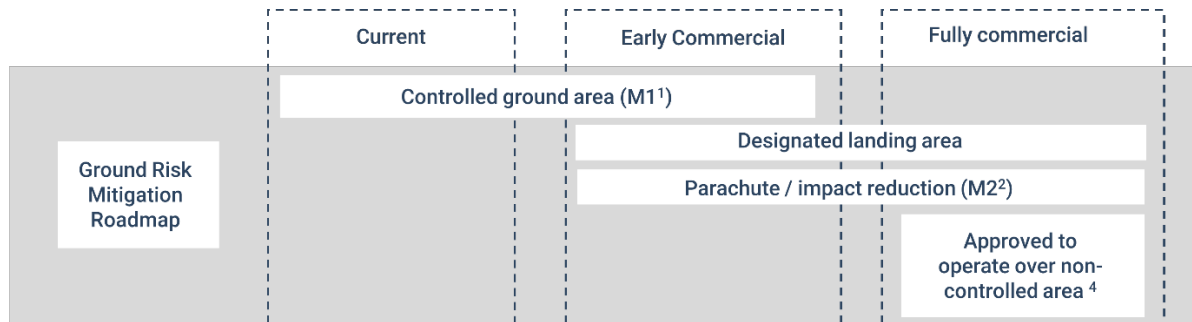 Current
Early Commercial
Fully commercial
Controlled ground area (M1¹)
Designated landing area
Ground Risk
Mitigation
Roadmap
Parachute / impact reduction (M2²)
Approved to
operate over non-
controlled area ⁴